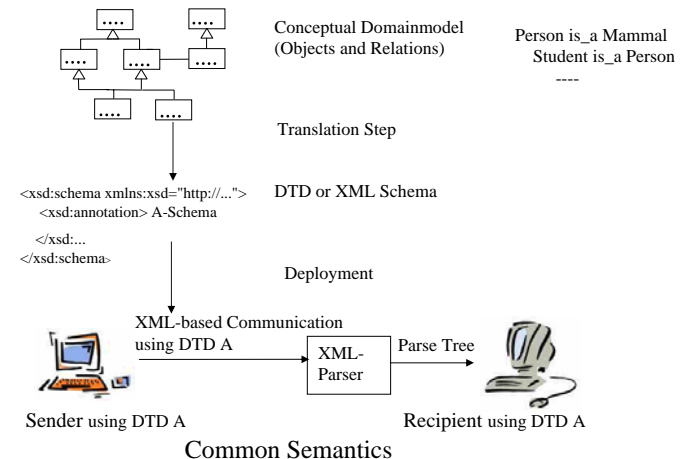 Conceptual Domainmodel
(Objects and Relations)
Person is_a Mammal
Student is_a Person
----
....
....
....
....
....
....
....
Translation Step
<xsd:schema xmlns:xsd="http://...">
<xsd:annotation> A-Schema
</xsd:...
</xsd:schema>
DTD or XML Schema
Deployment
XML-based Communication
using DTD A
XML-
Parser
Parse Tree
Sender using DTD A
Recipient using DTD A
Common Semantics